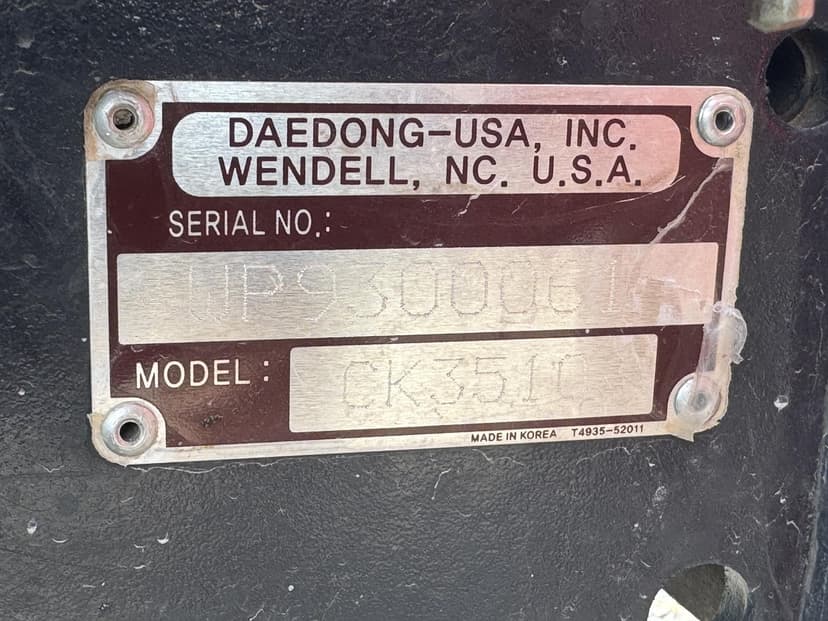 DAEDONG-USA, INC.
WENDELL, NC. U.S.A.
SERIAL NO.:
MODEL: CK3510
MADE IN KOREA T4935-52011